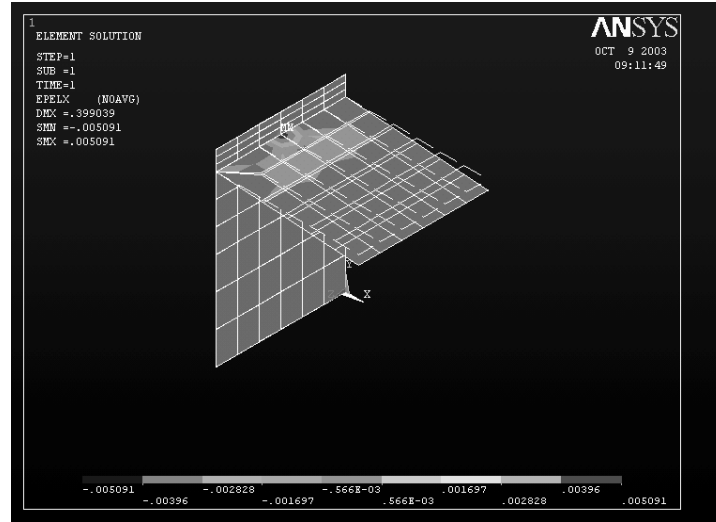 1
ANSYS
ELEMENT SOLUTION
OCT 9 2003
09:11:49
STEP=1
SUB =1
TIME=1
EPELX (NOAVG)
DMX =.399039
SMN =-.005091
SMX =.005091
MN
Y
Z X
-.005091 -.002828 -.566E-03 .001697 .00396
-.00396 -.001697 .566E-03 .002828 .005091